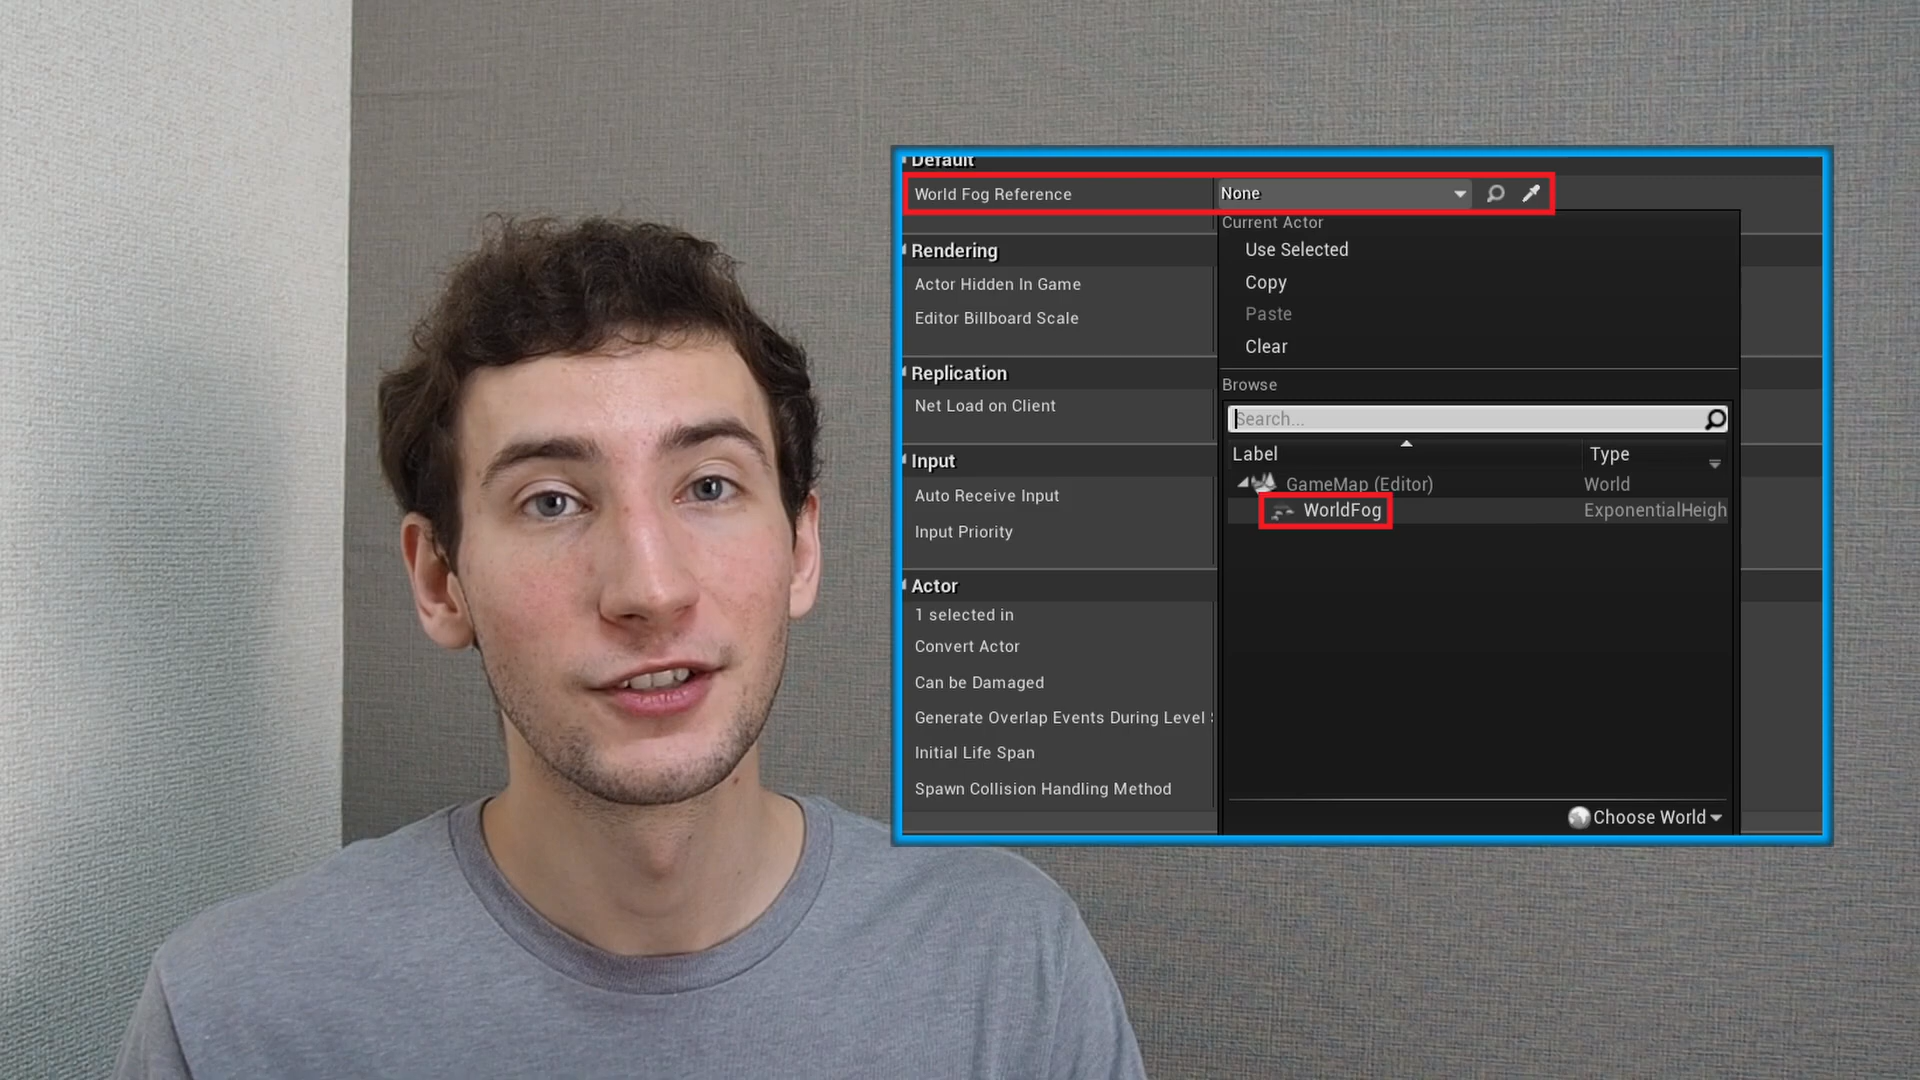 Default
World Fog Reference None
Current Actor
Use Selected
Copy
Paste
Clear
Browse
Search...
Label Type
GameMap (Editor) World
WorldFog ExponentialHeigh
Choose World
Rendering
Actor Hidden In Game
Editor Billboard Scale
Replication
Net Load on Client
Input
Auto Receive Input
Input Priority
Actor
1 selected in
Convert Actor
Can be Damaged
Generate Overlap Events During Level
Initial Life Span
Spawn Collision Handling Method